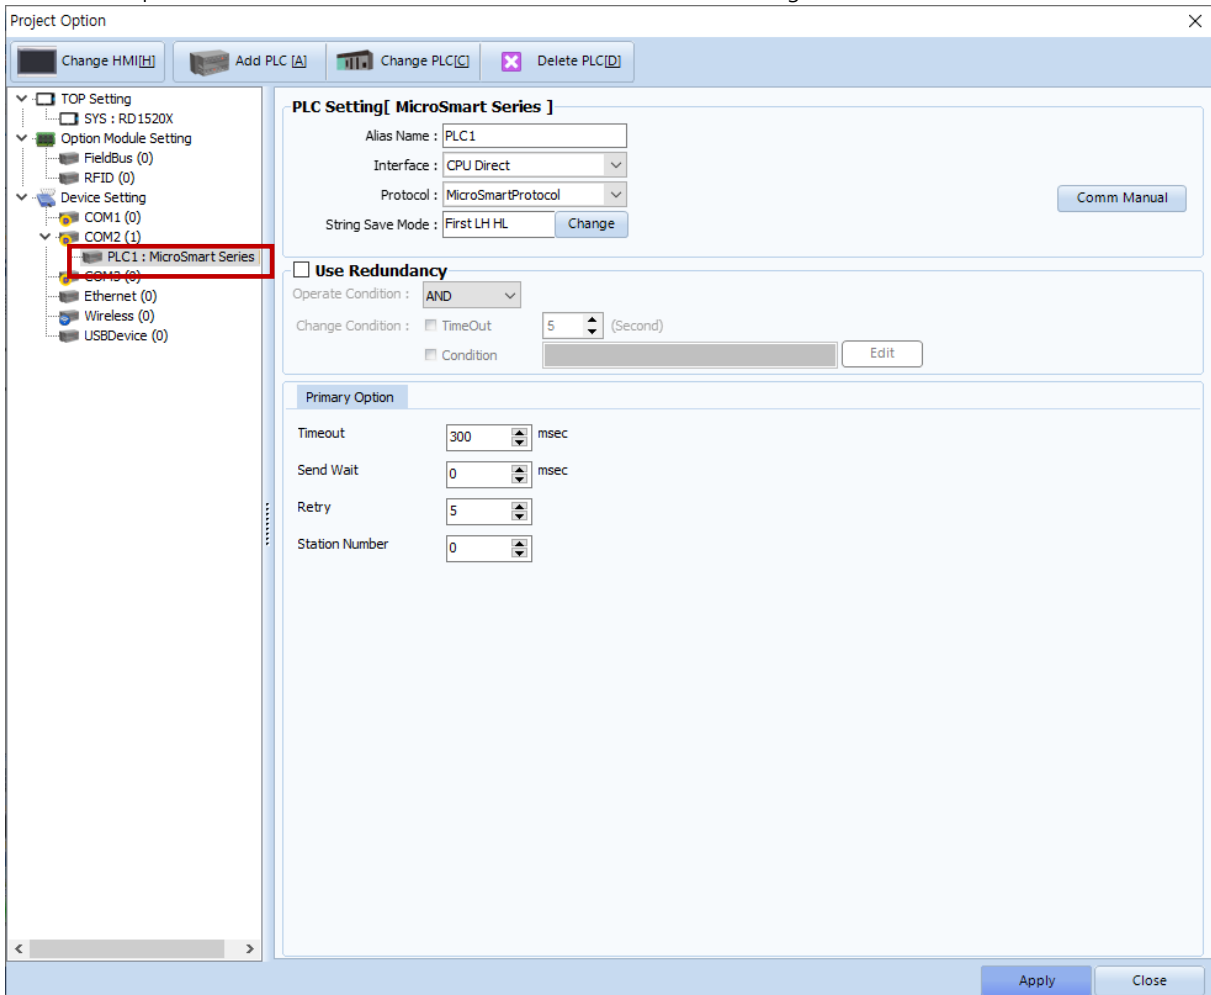 Project Option
Change HMI[H]
Add PLC [A]
Change PLC[C]
Delete PLC[D]
TOP Setting
SYS : RD1520X
Option Module Setting
FieldBus (0)
RFID (0)
Device Setting
COM1 (0)
COM2 (1)
PLC1 : MicroSmart Series
COM3 (0)
Ethernet (0)
Wireless (0)
USBDevice (0)
PLC Setting[ MicroSmart Series ]
Alias Name : PLC1
Interface : CPU Direct
Protocol : MicroSmartProtocol
Comm Manual
String Save Mode : First LH HL Change
Use Redundancy
Operate Condition : AND
Change Condition : TimeOut 5 (Second)
Condition Edit
Primary Option
Timeout 300 msec
Send Wait 0 msec
Retry 5
Station Number 0
Apply
Close